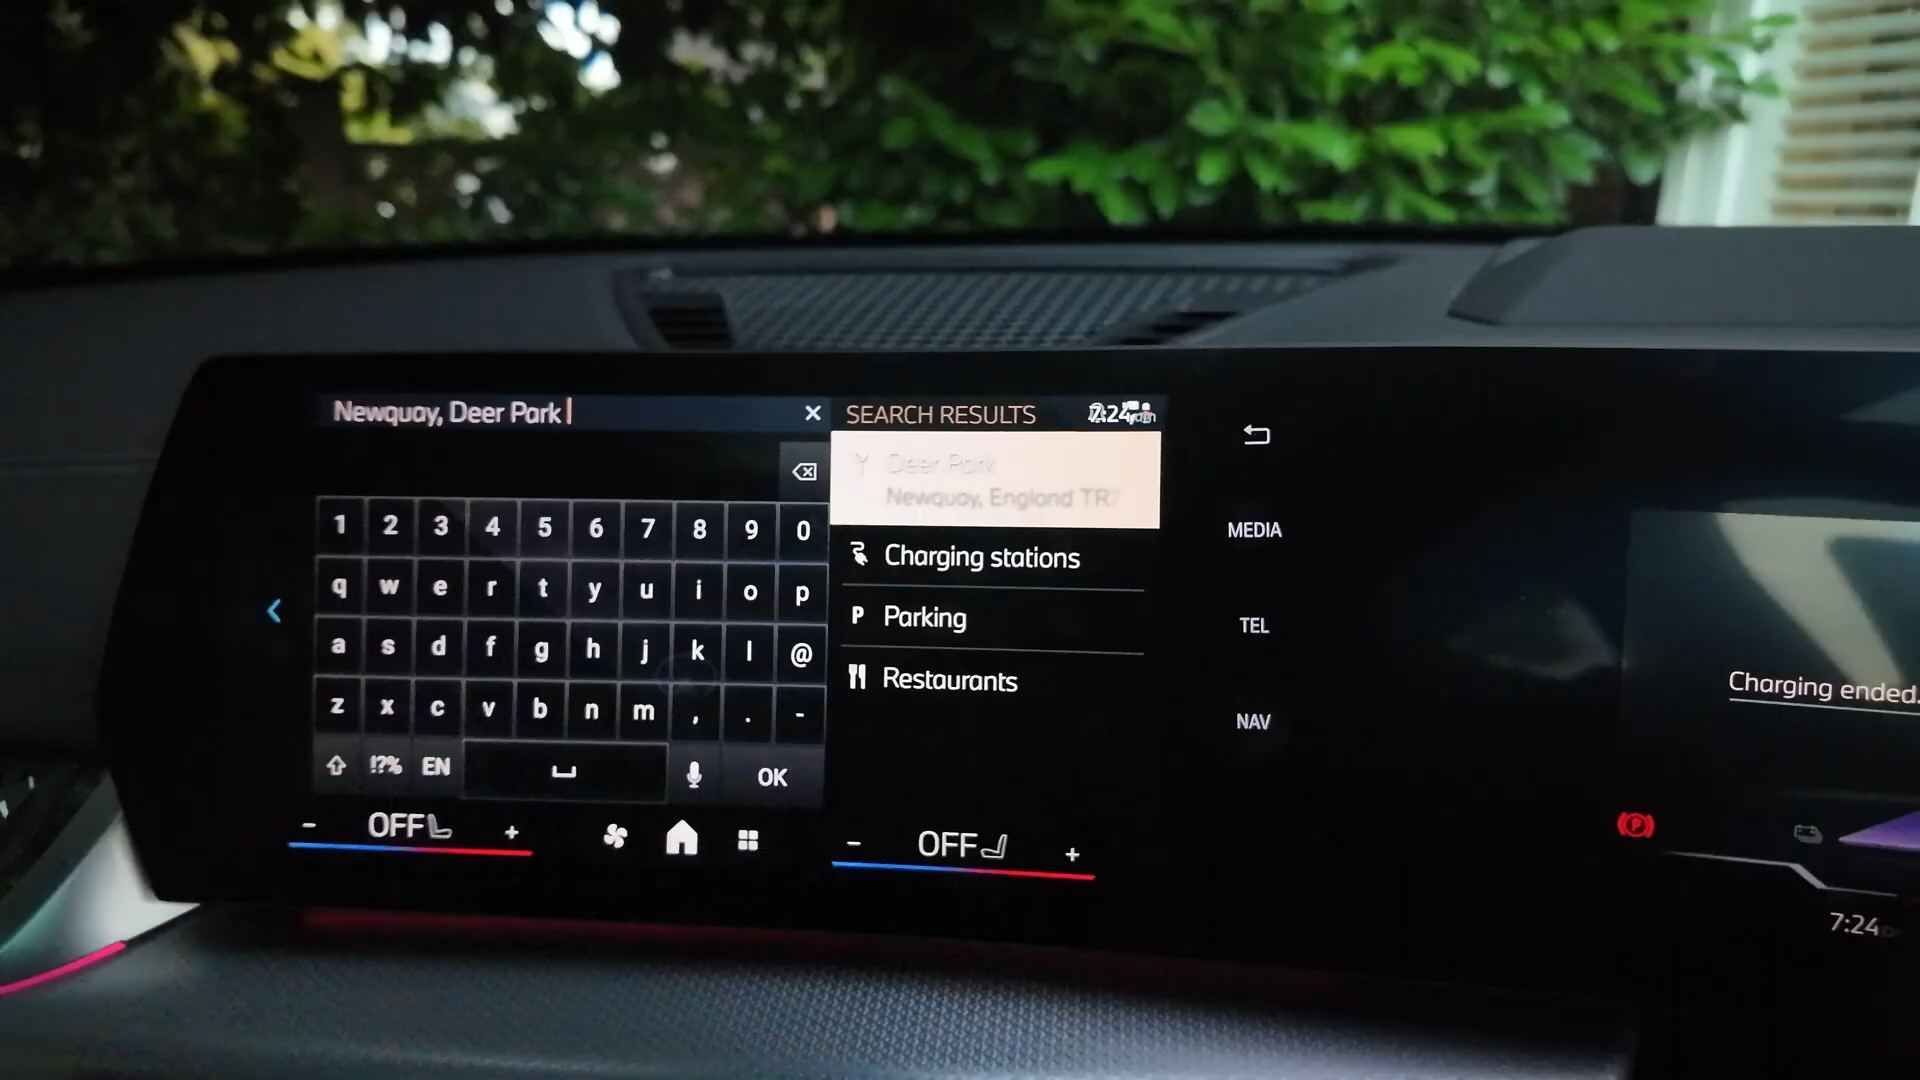 Newquay, Deer Park
SEARCH RESULTS
7:24
Deer Park
Newquay, England TR7
Charging stations
P Parking
Restaurants
1 2 3 4 5 6 7 8 9 0
q w e r t y u i o p
a s d f g h j k l @
z x c v b n m , . -
!?% EN OK
- OFF +
- OFF +
MEDIA
TEL
NAV
Charging ended.
P
7:24